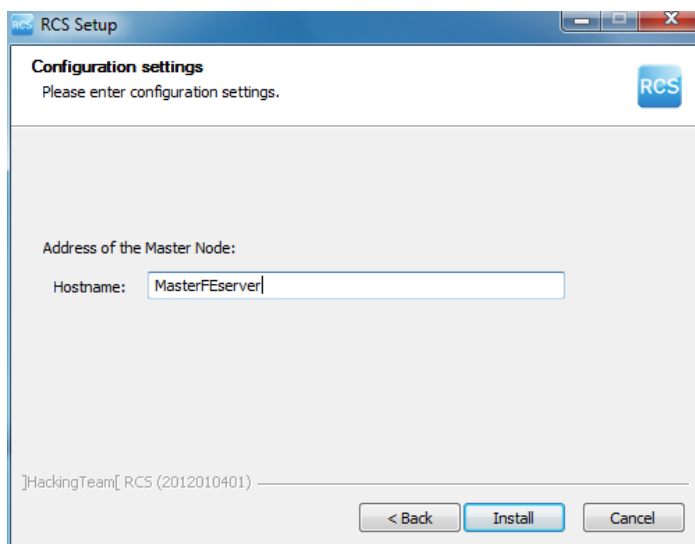 RCS RCS Setup
Configuration settings
Please enter configuration settings.
RCS
Address of the Master Node:
Hostname: MasterFEserver
]HackingTeam[ RCS (2012010401)
< Back Install Cancel